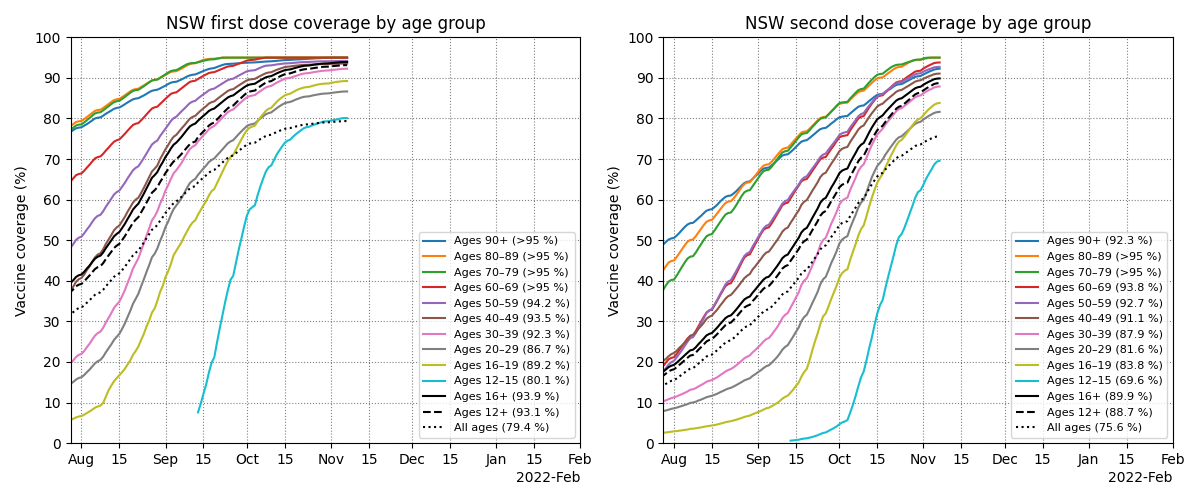 NSW first dose coverage by age group
Vaccine coverage (%)
100
90
80
70
60
50
40
30
20
10
0
Ages 90+ (>95 %)
Ages 80–89 (>95 %)
Ages 70–79 (>95 %)
Ages 60–69 (>95 %)
Ages 50–59 (94.2 %)
Ages 40–49 (93.5 %)
Ages 30–39 (92.3 %)
Ages 20–29 (86.7 %)
Ages 16–19 (89.2 %)
Ages 12–15 (80.1 %)
Ages 16+ (93.9 %)
Ages 12+ (93.1 %)
All ages (79.4 %)
Aug 15 Sep 15 Oct 15 Nov 15 Dec 15 Jan 15 Feb
2022-Feb
NSW second dose coverage by age group
Vaccine coverage (%)
100
90
80
70
60
50
40
30
20
10
0
Ages 90+ (92.3 %)
Ages 80–89 (>95 %)
Ages 70–79 (>95 %)
Ages 60–69 (93.8 %)
Ages 50–59 (92.7 %)
Ages 40–49 (91.1 %)
Ages 30–39 (87.9 %)
Ages 20–29 (81.6 %)
Ages 16–19 (83.8 %)
Ages 12–15 (69.6 %)
Ages 16+ (89.9 %)
Ages 12+ (88.7 %)
All ages (75.6 %)
Aug 15 Sep 15 Oct 15 Nov 15 Dec 15 Jan 15 Feb
2022-Feb